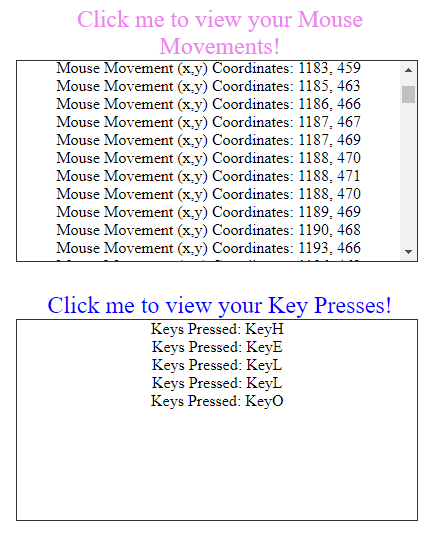 Click me to view your Mouse
Movements!
Mouse Movement (x,y) Coordinates: 1183, 459
Mouse Movement (x,y) Coordinates: 1185, 463
Mouse Movement (x,y) Coordinates: 1186, 466
Mouse Movement (x,y) Coordinates: 1187, 467
Mouse Movement (x,y) Coordinates: 1187, 469
Mouse Movement (x,y) Coordinates: 1188, 470
Mouse Movement (x,y) Coordinates: 1188, 471
Mouse Movement (x,y) Coordinates: 1188, 470
Mouse Movement (x,y) Coordinates: 1189, 469
Mouse Movement (x,y) Coordinates: 1190, 468
Mouse Movement (x,y) Coordinates: 1193, 466
Click me to view your Key Presses!
Keys Pressed: KeyH
Keys Pressed: KeyE
Keys Pressed: KeyL
Keys Pressed: KeyL
Keys Pressed: KeyO